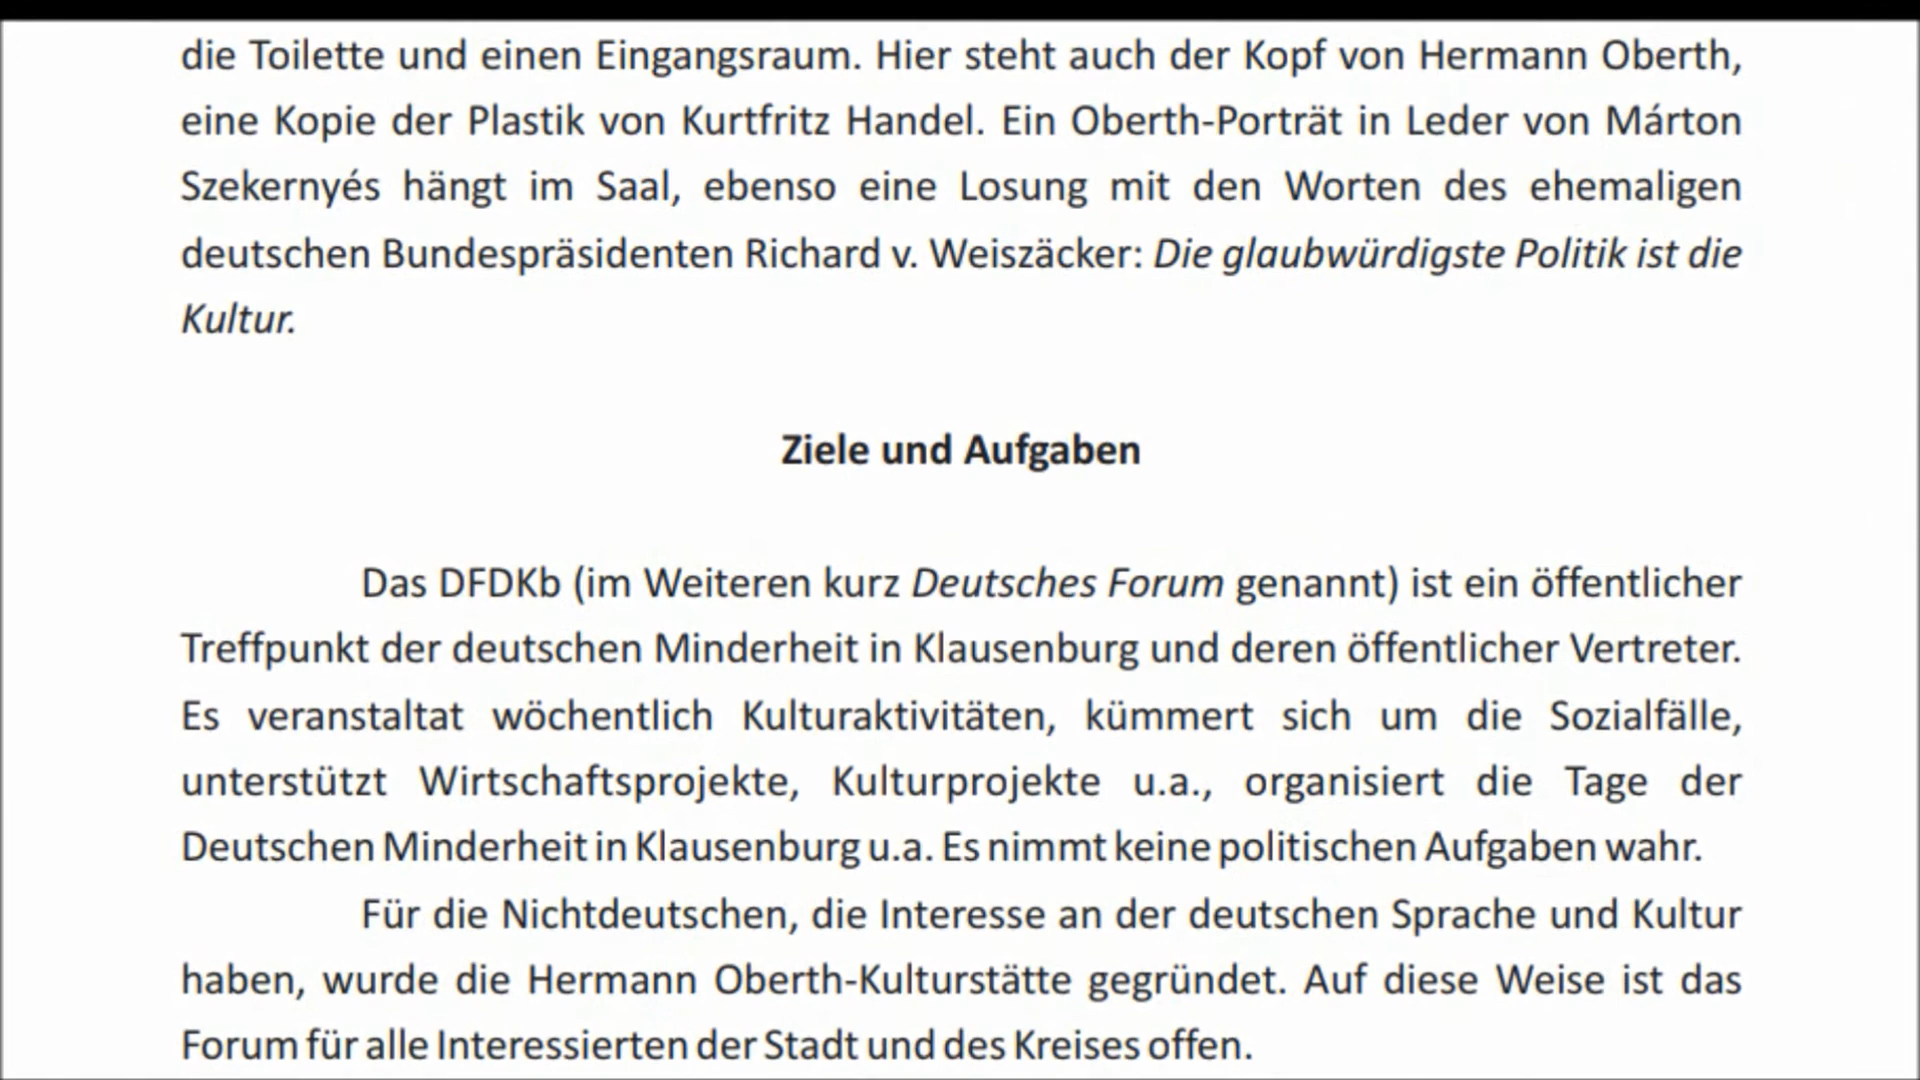 die Toilette und einen Eingangsraum. Hier steht auch der Kopf von Hermann Oberth,
eine Kopie der Plastik von Kurtfritz Handel. Ein Oberth-Porträt in Leder von Márton
Szekernyés hängt im Saal, ebenso eine Losung mit den Worten des ehemaligen
deutschen Bundespräsidenten Richard v. Weiszäcker: Die glaubwürdigste Politik ist die
Kultur.
Ziele und Aufgaben
Das DFDKb (im Weiteren kurz Deutsches Forum genannt) ist ein öffentlicher
Treffpunkt der deutschen Minderheit in Klausenburg und deren öffentlicher Vertreter.
Es veranstaltat wöchentlich Kulturaktivitäten, kümmert sich um die Sozialfälle,
unterstützt Wirtschaftsprojekte, Kulturprojekte u.a., organisiert die Tage der
Deutschen Minderheit in Klausenburg u.a. Es nimmt keine politischen Aufgaben wahr.
Für die Nichtdeutschen, die Interesse an der deutschen Sprache und Kultur
haben, wurde die Hermann Oberth-Kulturstätte gegründet. Auf diese Weise ist das
Forum für alle Interessierten der Stadt und des Kreises offen.